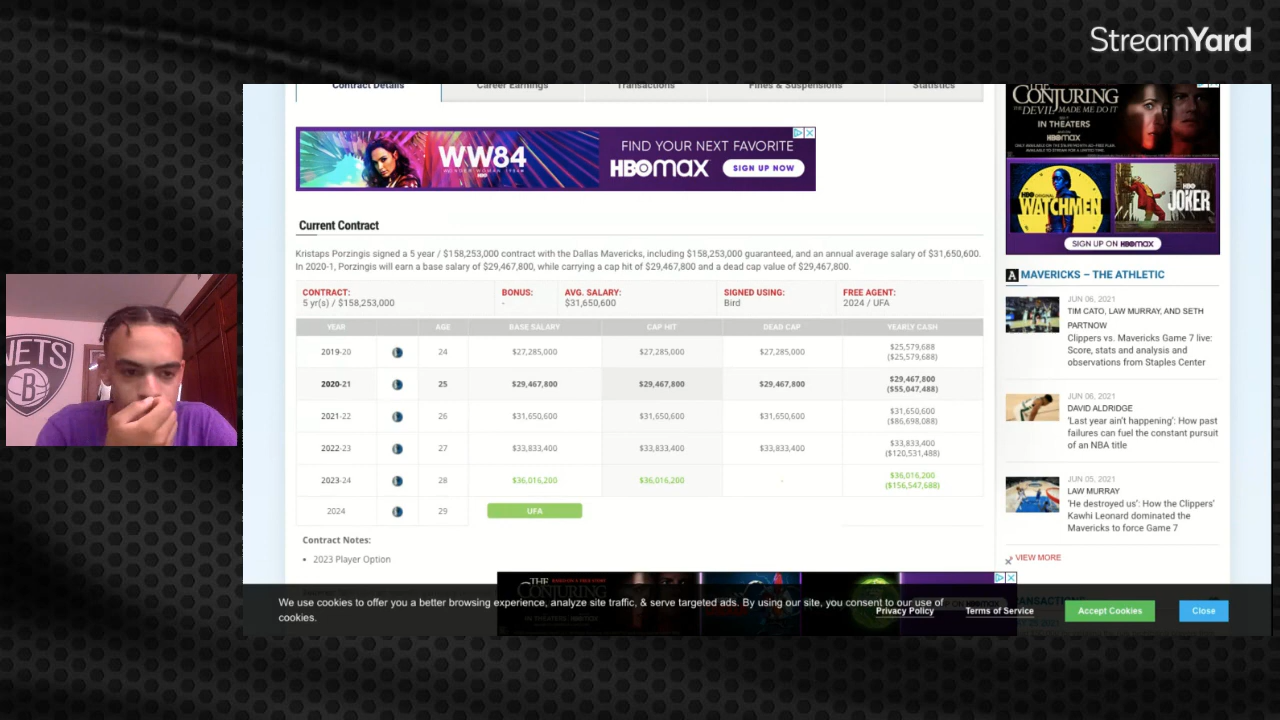 StreamYard
Contract Details
Career Earnings
Transactions
Fines & Suspensions
Statistics
WW84
FIND YOUR NEXT FAVORITE
HBOMAX
SIGN UP NOW
CONJURING
THE DEVIL MADE ME DO IT
IN THEATERS
HBOMAX
WATCHMEN
JOKER
SIGN UP ON HBOMAX
Current Contract
Kristaps Porzingis signed a 5 year / $158,253,000 contract with the Dallas Mavericks, including $158,253,000 guaranteed, and an annual average salary of $31,650,600.
In 2020-1, Porzingis will earn a base salary of $29,467,800, while carrying a cap hit of $29,467,800 and a dead cap value of $29,467,800.
CONTRACT: BONUS: AVG. SALARY: SIGNED USING: FREE AGENT:
5 yr(s) / $158,253,000 - $31,650,600 Bird 2024 / UFA
YEAR AGE BASE SALARY CAP HIT DEAD CAP YEARLY CASH
2019-20 24 $27,285,000 $27,285,000 $27,285,000 $25,579,688
($25,579,688)
2020-21 25 $29,467,800 $29,467,800 $29,467,800 $29,467,800
($55,047,488)
2021-22 26 $31,650,600 $31,650,600 $31,650,600 $31,650,600
($86,698,088)
2022-23 27 $33,833,400 $33,833,400 $33,833,400 $33,833,400
($120,531,488)
2023-24 28 $36,016,200 $36,016,200 - $36,016,200
($156,547,688)
2024 29 UFA
Contract Notes:
• 2023 Player Option
A MAVERICKS – THE ATHLETIC
JUN 06, 2021
TIM CATO, LAW MURRAY, AND SETH
PARTNOW
Clippers vs. Mavericks Game 7 live:
Score, stats and analysis and
observations from Staples Center
JUN 06, 2021
DAVID ALDRIDGE
'Last year ain't happening': How past
failures can fuel the constant pursuit
of an NBA title
JUN 05, 2021
LAW MURRAY
'He destroyed us': How the Clippers'
Kawhi Leonard dominated the
Mavericks to force Game 7
VIEW MORE
NETS
B
We use cookies to offer you a better browsing experience, analyze site traffic, & serve targeted ads. By using our site, you consent to our use of
cookies.
Privacy Policy
Terms of Service
Accept Cookies
Close